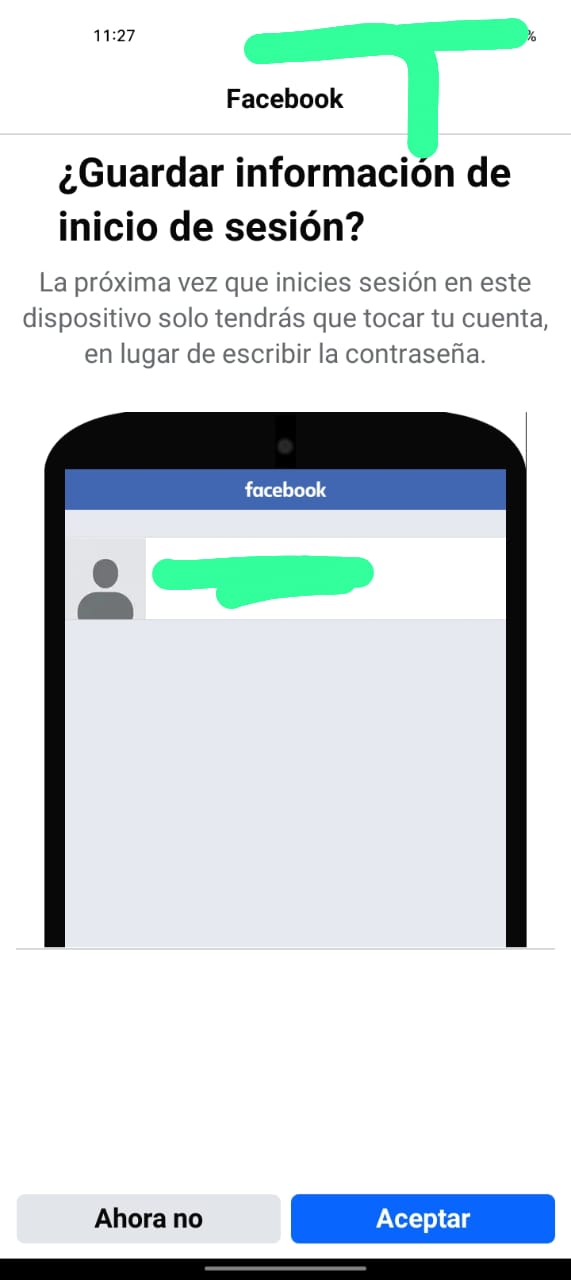 11:27
%
Facebook
¿Guardar información de
inicio de sesión?
La próxima vez que inicies sesión en este
dispositivo solo tendrás que tocar tu cuenta,
en lugar de escribir la contraseña.
facebook
Ahora no
Aceptar